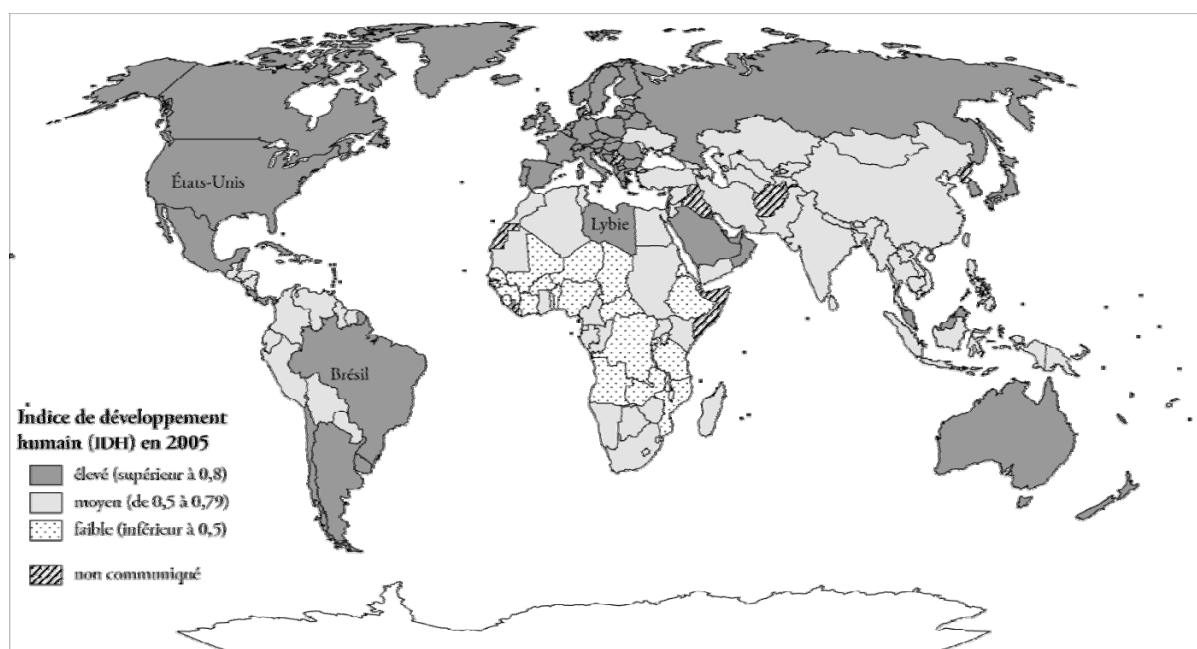 États-Unis
Lybie
Brésil
Indice de développement
humain (IDH) en 2005
élevé (supérieur à 0,8)
moyen (de 0,5 à 0,79)
faible (inférieur à 0,5)
non communiqué